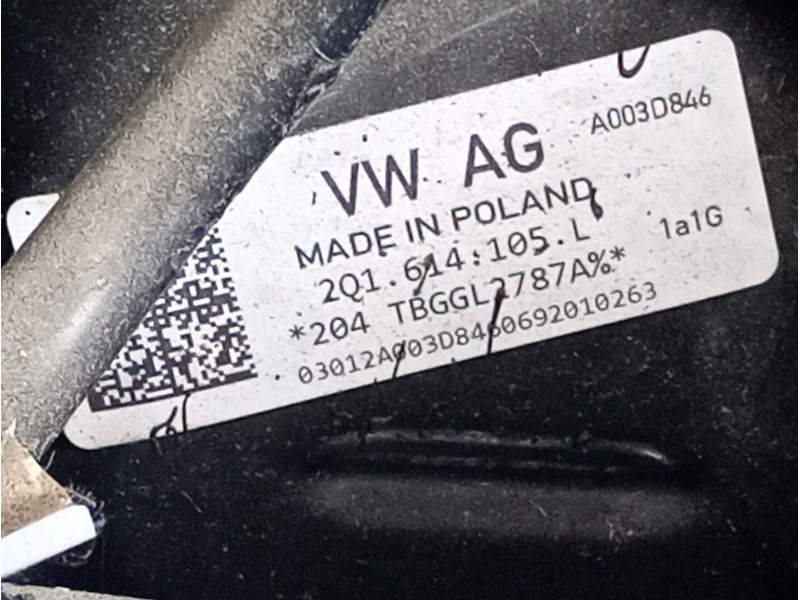 A003D846
VW AG
MADE IN POLAND
2Q1.614.105.L 1a1G
*204 TBGGL2787A%*
03012A003D8460692010263